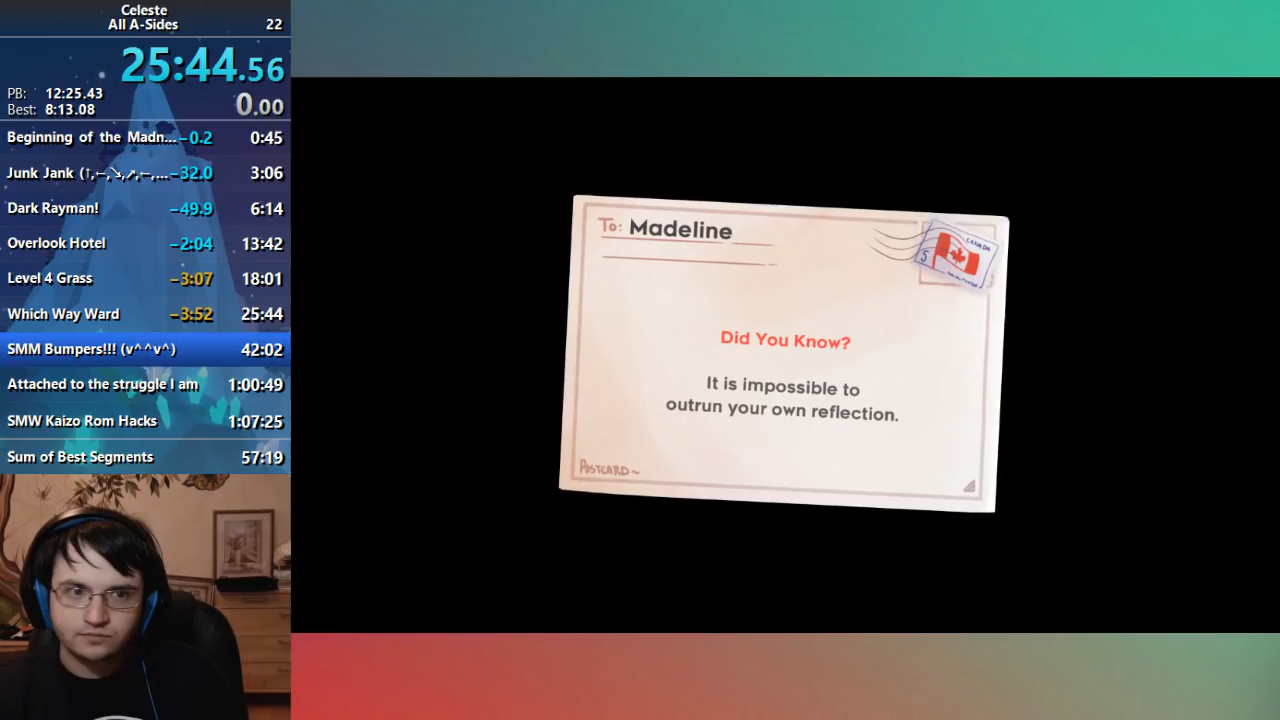 Celeste
All A-Sides 22
25:44.56
PB: 12:25.43
Best: 8:13.08
0.00
Beginning of the Madn... -0.2 0:45
Junk Jank (↑,←,↘,↗,←,... -32.0 3:06
Dark Rayman! -49.9 6:14
Overlook Hotel -2:04 13:42
Level 4 Grass -3:07 18:01
Which Way Ward -3:52 25:44
SMM Bumpers!!! (v^^v^) 42:02
Attached to the struggle I am 1:00:49
SMW Kaizo Rom Hacks 1:07:25
Sum of Best Segments 57:19
To: Madeline
CANADA
5
Did You Know?
It is impossible to
outrun your own reflection.
POSTCARD~